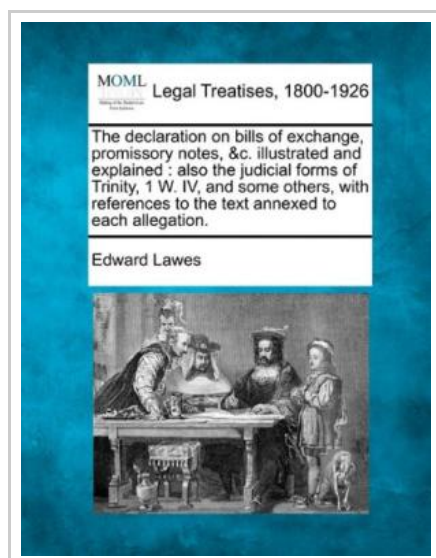 MOML
Legal Treatises, 1800-1926
The declaration on bills of exchange,
promissory notes, &c. illustrated and
explained : also the judicial forms of
Trinity, 1 W. IV, and some others, with
references to the text annexed to
each allegation.
Edward Lawes